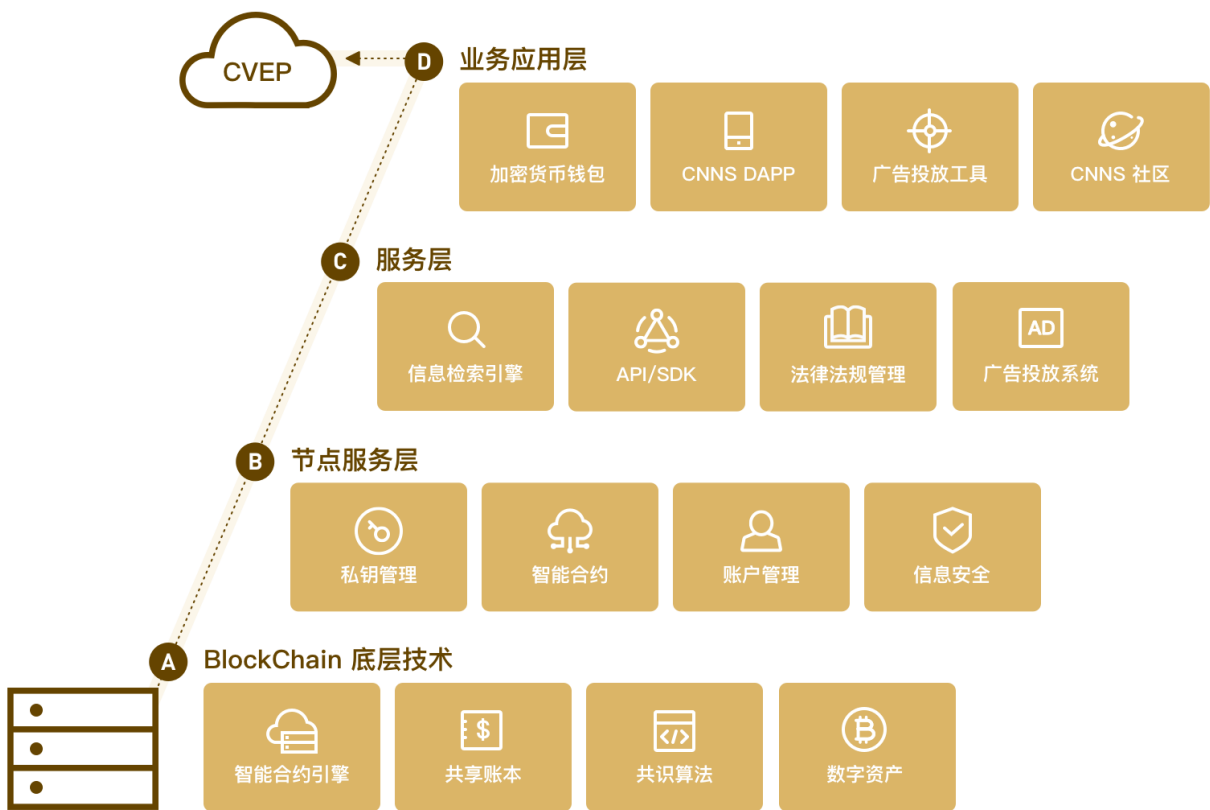 CVEP
D
业务应用层
加密货币钱包
CNNS DAPP
广告投放工具
CNNS 社区
C
服务层
信息检索引擎
API/SDK
法律法规管理
AD
广告投放系统
B
节点服务层
私钥管理
智能合约
账户管理
信息安全
A
BlockChain 底层技术
智能合约引擎
$
共享账本
</>
共识算法
数字资产